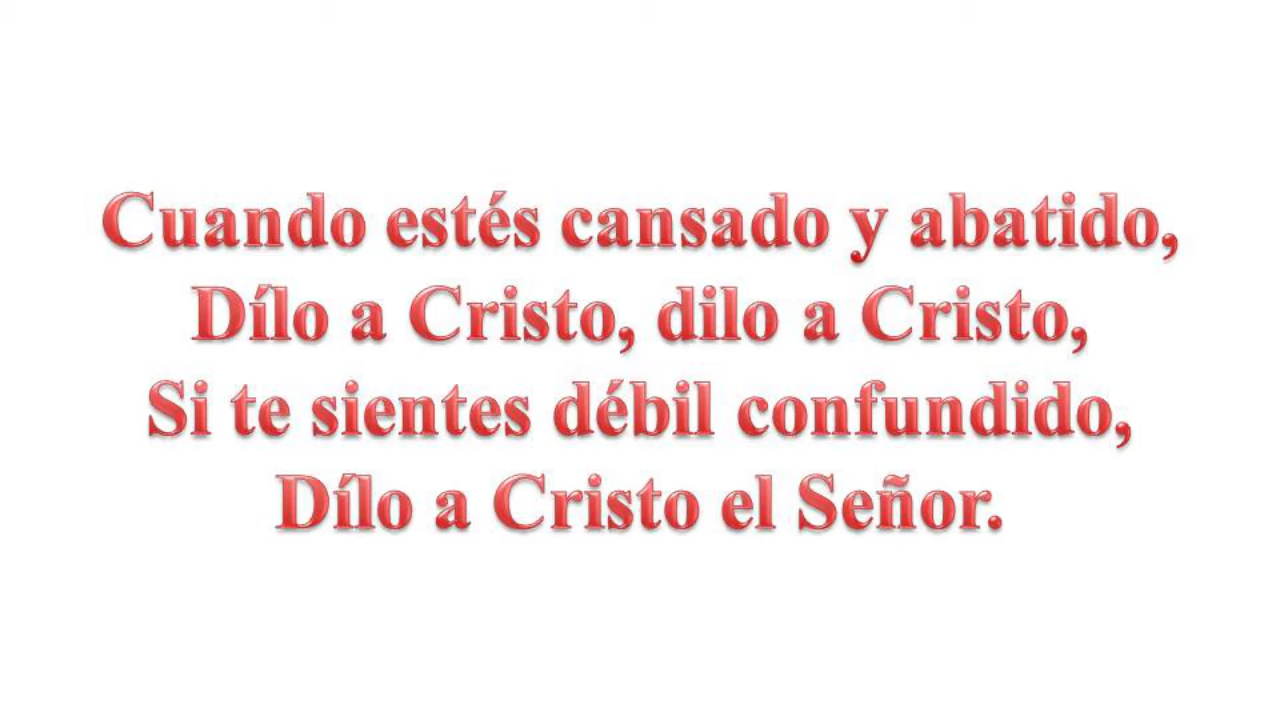 Cuando estés cansado y abatido,
Dílo a Cristo, dilo a Cristo,
Si te sientes débil confundido,
Dílo a Cristo el Señor.